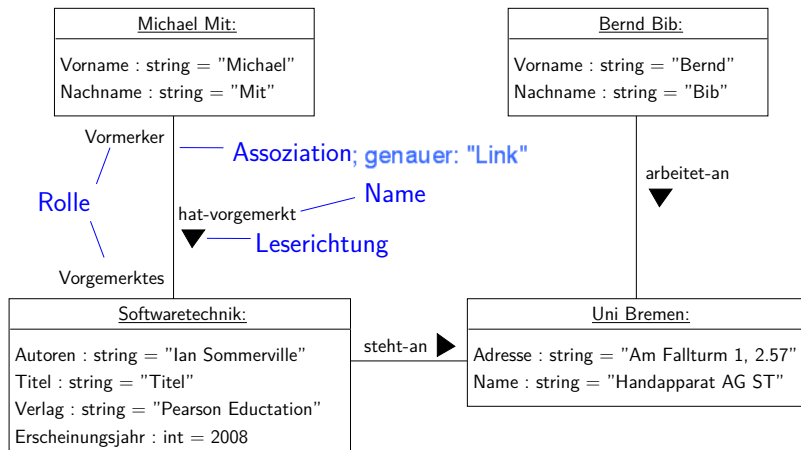 Michael Mit:
Vorname : string = "Michael"
Nachname : string = "Mit"
Bernd Bib:
Vorname : string = "Bernd"
Nachname : string = "Bib"
Vormerker
Assoziation; genauer: "Link"
Rolle
Name
hat-vorgemerkt
Leserichtung
arbeitet-an
Vorgemerktes
Softwaretechnik:
Autoren : string = "Ian Sommerville"
Titel : string = "Titel"
Verlag : string = "Pearson Eductation"
Erscheinungsjahr : int = 2008
steht-an
Uni Bremen:
Adresse : string = "Am Fallturm 1, 2.57"
Name : string = "Handapparat AG ST"